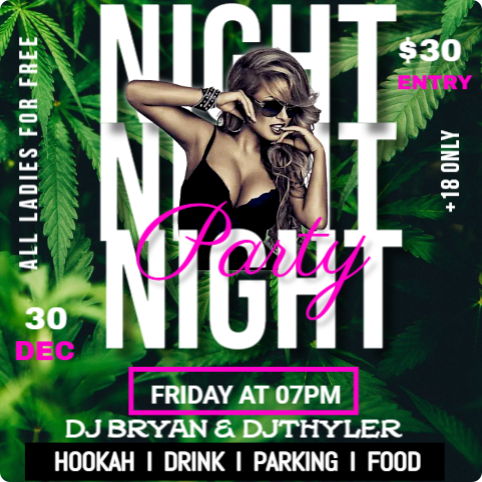 NIGHT
NIGHT
NIGHT
Party
ALL LADIES FOR FREE
$30
ENTRY
+18 ONLY
30
DEC
FRIDAY AT 07PM
DJ BRYAN & DJTHYLER
HOOKAH I DRINK I PARKING I FOOD